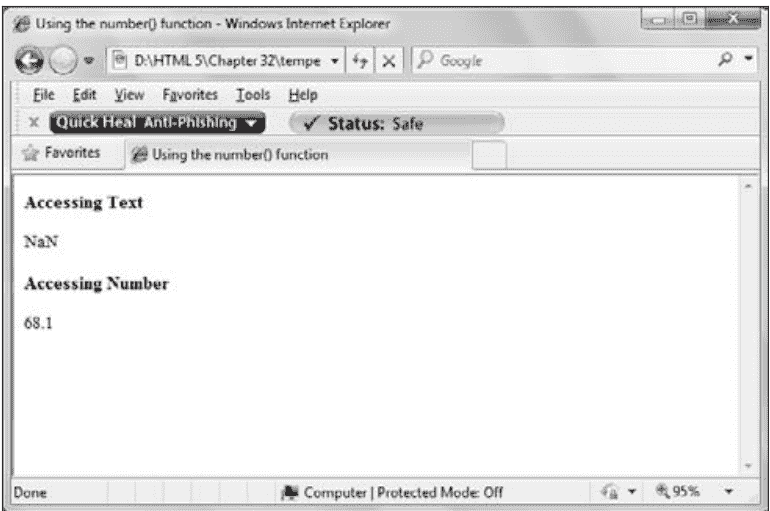 Using the number() function - Windows Internet Explorer
D:\HTML 5\Chapter 32\tempe
Google
File Edit View Favorites Tools Help
x Quick Heal Anti-Phishing Status: Safe
Favorites Using the number() function
Accessing Text
NaN
Accessing Number
68.1
Done Computer | Protected Mode: Off 95%